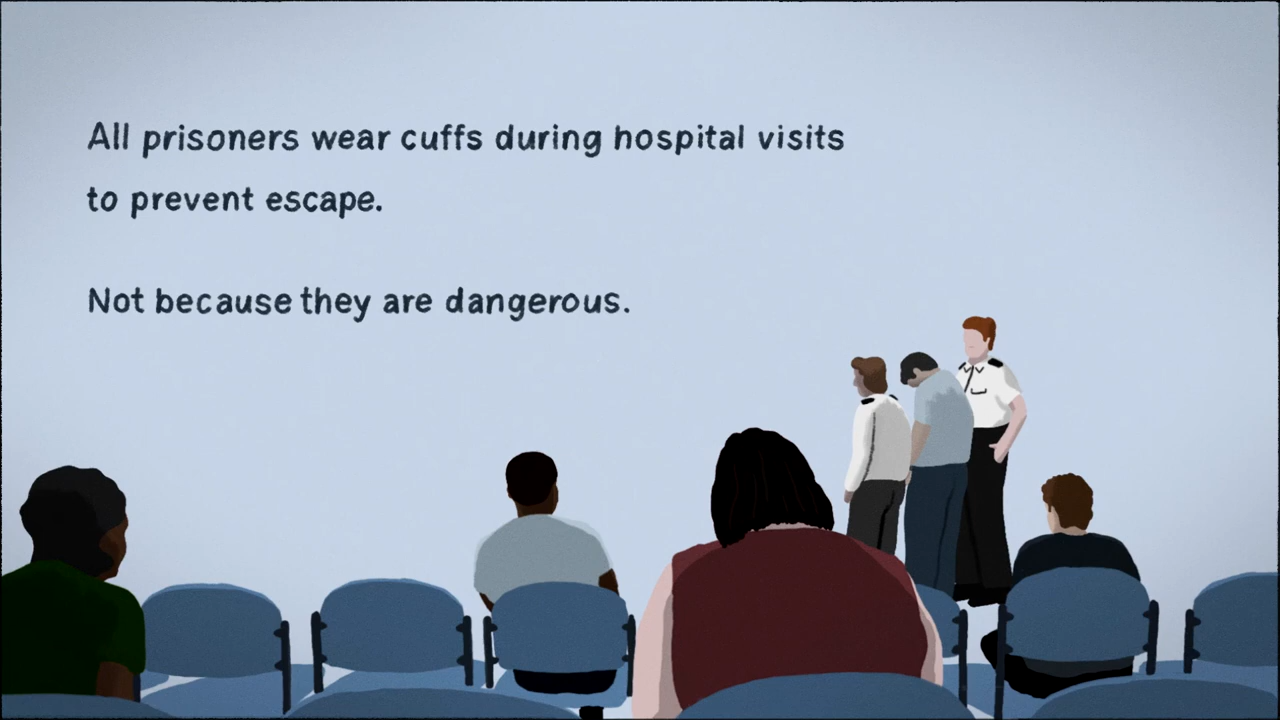 All prisoners wear cuffs during hospital visits
to prevent escape.
Not because they are dangerous.